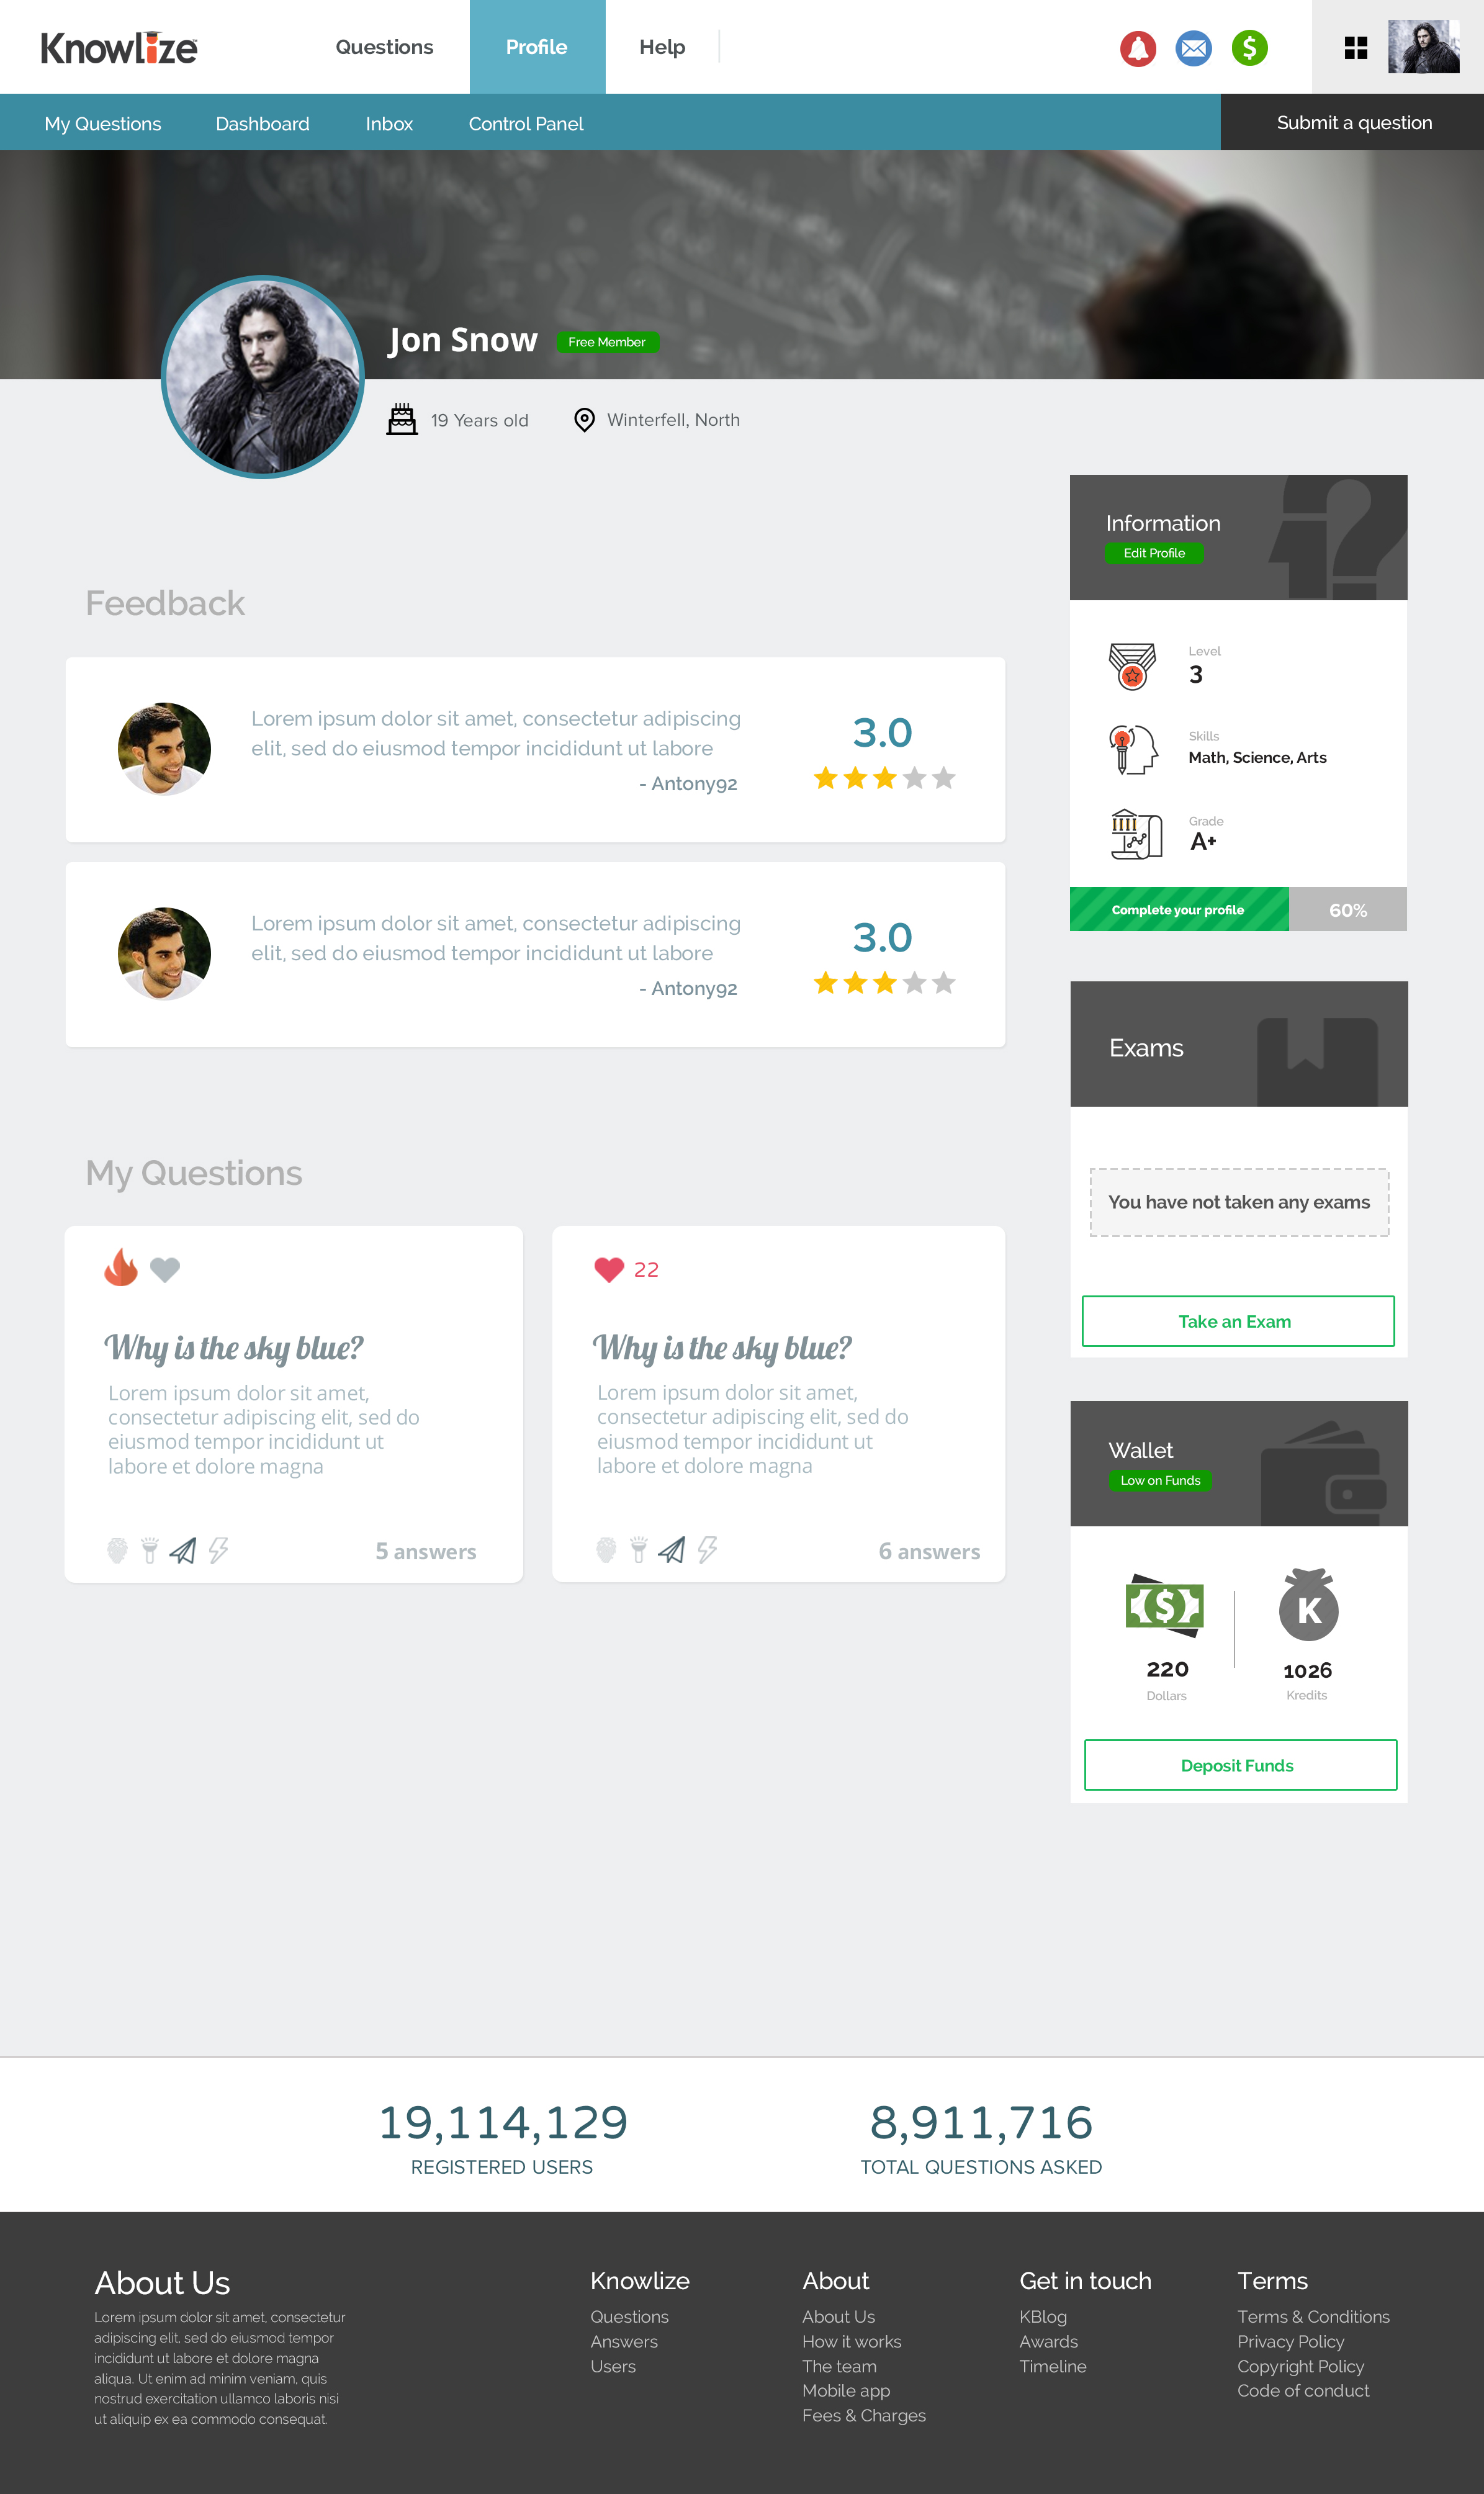 Knowlize
Questions
Profile
Help
My Questions
Dashboard
Inbox
Control Panel
Submit a question
Jon Snow
Free Member
19 Years old
Winterfell, North
Information
Edit Profile
Level
3
Skills
Math, Science, Arts
Grade
A+
Complete your profile
60%
Feedback
Lorem ipsum dolor sit amet, consectetur adipiscing
elit, sed do eiusmod tempor incididunt ut labore
- Antony92
3.0
Lorem ipsum dolor sit amet, consectetur adipiscing
elit, sed do eiusmod tempor incididunt ut labore
- Antony92
3.0
Exams
You have not taken any exams
Take an Exam
My Questions
Why is the sky blue?
Lorem ipsum dolor sit amet,
consectetur adipiscing elit, sed do
eiusmod tempor incididunt ut
labore et dolore magna
5 answers
22
Why is the sky blue?
Lorem ipsum dolor sit amet,
consectetur adipiscing elit, sed do
eiusmod tempor incididunt ut
labore et dolore magna
6 answers
Wallet
Low on Funds
$
K
220
Dollars
1026
Kredits
Deposit Funds
19,114,129
REGISTERED USERS
8,911,716
TOTAL QUESTIONS ASKED
About Us
Lorem ipsum dolor sit amet, consectetur
adipiscing elit, sed do eiusmod tempor
incididunt ut labore et dolore magna
aliqua. Ut enim ad minim veniam, quis
nostrud exercitation ullamco laboris nisi
ut aliquip ex ea commodo consequat.
Knowlize
Questions
Answers
Users
About
About Us
How it works
The team
Mobile app
Fees & Charges
Get in touch
KBlog
Awards
Timeline
Terms
Terms & Conditions
Privacy Policy
Copyright Policy
Code of conduct